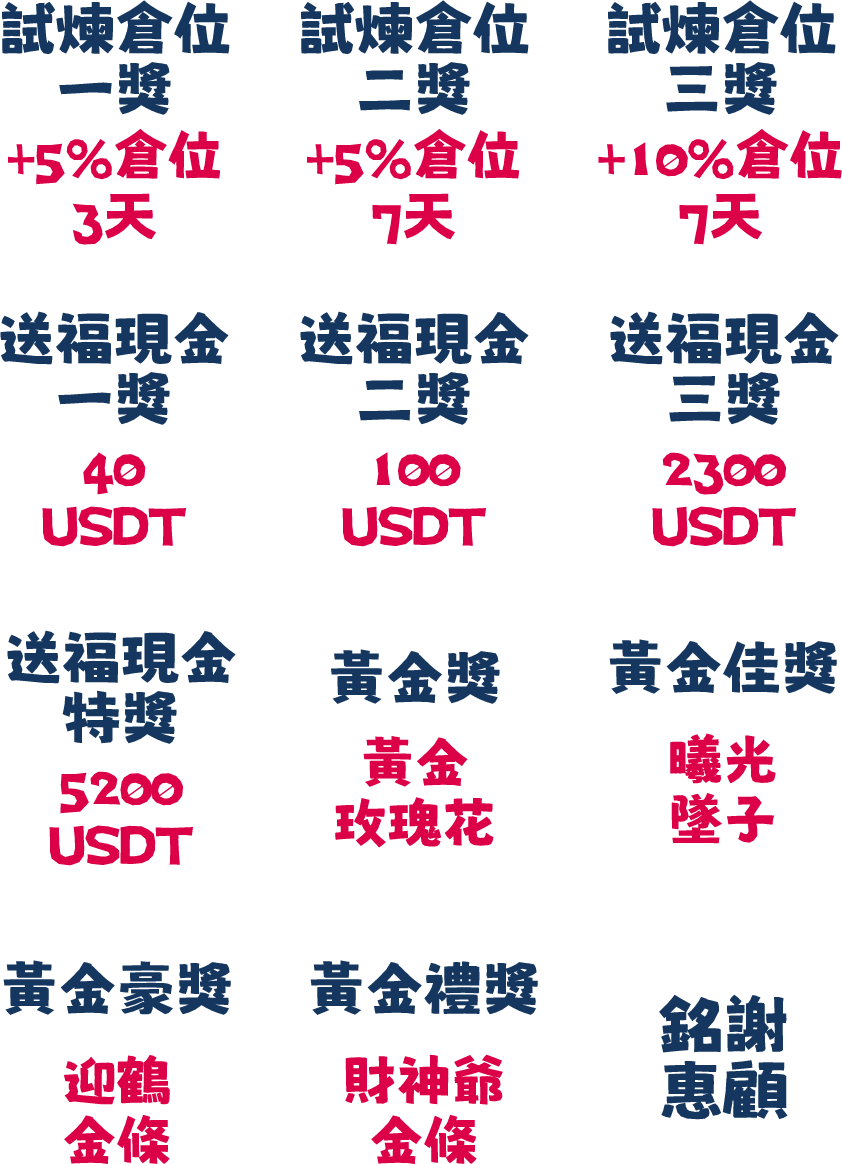 試煉倉位
一獎
+5%倉位
3天
試煉倉位
二獎
+5%倉位
7天
試煉倉位
三獎
+10%倉位
7天
送福現金
一獎
40
USDT
送福現金
二獎
100
USDT
送福現金
三獎
2300
USDT
送福現金
特獎
5200
USDT
黃金獎
黃金
玫瑰花
黃金佳獎
曦光
墜子
黃金豪獎
迎鶴
金條
黃金禮獎
財神爺
金條
銘謝
惠顧